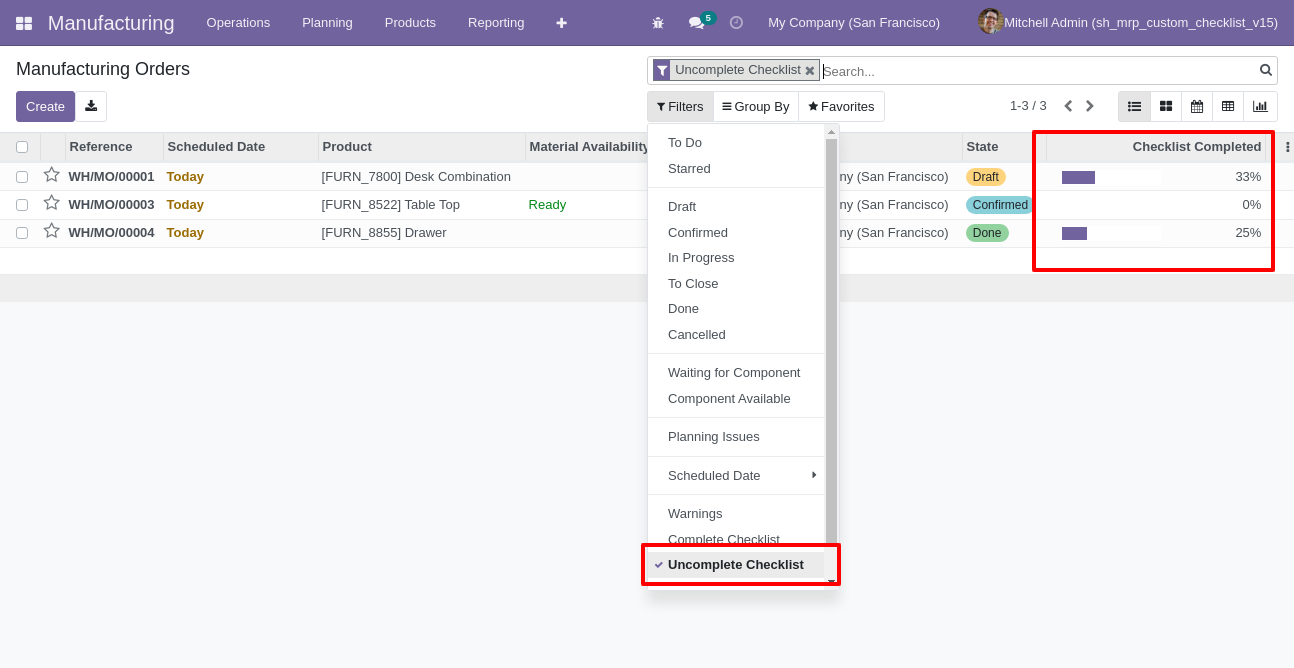 Manufacturing Operations Planning Products Reporting 5 My Company (San Francisco) Mitchell Admin (sh_mrp_custom_checklist_v15)
Manufacturing Orders
Uncomplete Checklist Search...
Create
Filters Group By Favorites 1-3 / 3
Reference Scheduled Date Product Material Availability State Checklist Completed
WH/MO/00001 Today [FURN_7800] Desk Combination ny (San Francisco) Draft 33%
WH/MO/00003 Today [FURN_8522] Table Top Ready ny (San Francisco) Confirmed 0%
WH/MO/00004 Today [FURN_8855] Drawer ny (San Francisco) Done 25%
To Do
Starred
Draft
Confirmed
In Progress
To Close
Done
Cancelled
Waiting for Component
Component Available
Planning Issues
Scheduled Date
Warnings
Complete Checklist
Uncomplete Checklist